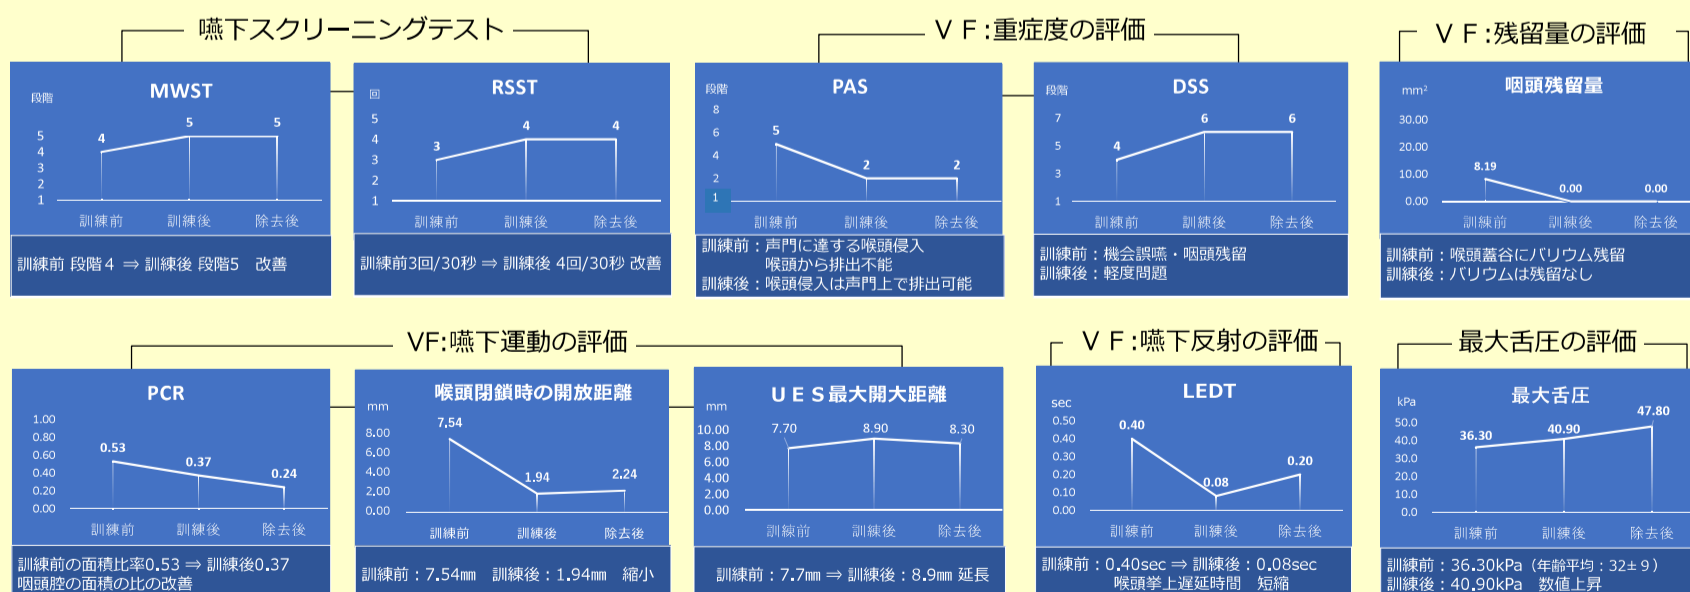 嚥下スクリーニングテスト
ＶＦ:重症度の評価
ＶＦ:残留量の評価
MWST
段階
5
4
3
2
1
4
5
5
訓練前
訓練後
除去後
訓練前 段階４ ⇒ 訓練後 段階5　改善
RSST
回
5
4
3
2
1
3
4
4
訓練前
訓練後
除去後
訓練前3回/30秒 ⇒ 訓練後 4回/30秒 改善
PAS
段階
8
6
4
2
1
5
2
2
訓練前
訓練後
除去後
訓練前：声門に達する喉頭侵入
喉頭から排出不能
訓練後：喉頭侵入は声門上で排出可能
DSS
段階
7
5
3
1
4
6
6
訓練前
訓練後
除去後
訓練前：機会誤嚥・咽頭残留
訓練後：軽度問題
咽頭残留量
mm²
30.00
20.00
10.00
0.00
8.19
0.00
0.00
訓練前
訓練後
除去後
訓練前：喉頭蓋谷にバリウム残留
訓練後：バリウムは残留なし
VF:嚥下運動の評価
ＶＦ:嚥下反射の評価
最大舌圧の評価
PCR
1.00
0.80
0.60
0.40
0.20
0.00
0.53
0.37
0.24
訓練前
訓練後
除去後
訓練前の面積比率0.53 ⇒ 訓練後0.37
咽頭腔の面積の比の改善
喉頭閉鎖時の開放距離
mm
8.00
6.00
4.00
2.00
0.00
7.54
1.94
2.24
訓練前
訓練後
除去後
訓練前：7.54㎜　訓練後：1.94㎜　縮小
ＵＥＳ最大開大距離
mm
10.00
8.00
6.00
4.00
2.00
0.00
7.70
8.90
8.30
訓練前
訓練後
除去後
訓練前：7.7㎜ ⇒ 訓練後：8.9㎜ 延長
LEDT
sec
0.50
0.40
0.30
0.20
0.10
0.00
0.40
0.08
0.20
訓練前
訓練後
除去後
訓練前：0.40sec ⇒ 訓練後：0.08sec
喉頭挙上遅延時間　短縮
最大舌圧
kPa
50.0
40.0
30.0
20.0
10.0
0.0
36.30
40.90
47.80
訓練前
訓練後
除去後
訓練前：36.30kPa（年齢平均：32±９）
訓練後：40.90kPa　数値上昇